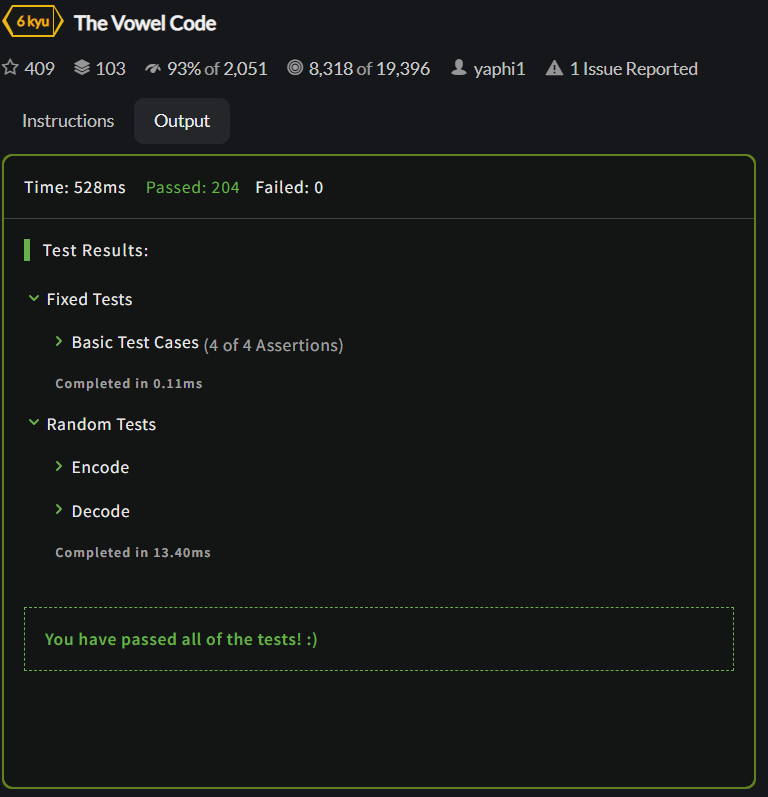 6 kyu The Vowel Code
409 103 93% of 2,051 8,318 of 19,396 yaphi1 1 Issue Reported
Instructions Output
Time: 528ms Passed: 204 Failed: 0
Test Results:
Fixed Tests
Basic Test Cases (4 of 4 Assertions)
Completed in 0.11ms
Random Tests
Encode
Decode
Completed in 13.40ms
You have passed all of the tests! :)